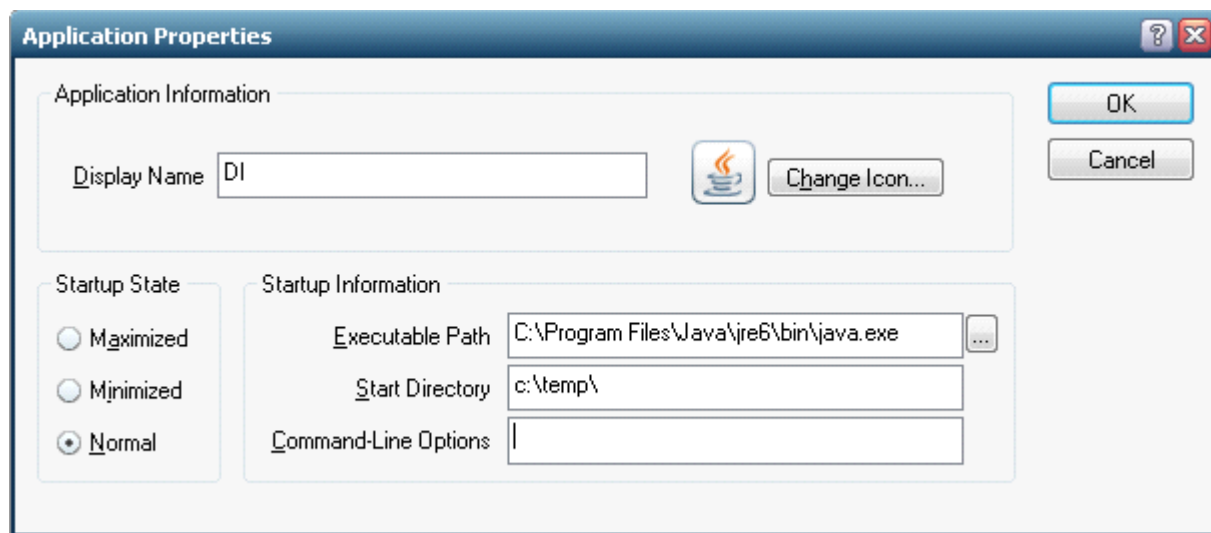 Application Properties
Application Information
OK
Display Name DI Change Icon...
Cancel
Startup State
Startup Information
Maximized
Executable Path C:\Program Files\Java\jre6\bin\java.exe ...
Minimized
Start Directory c:\temp\
Normal
Command-Line Options